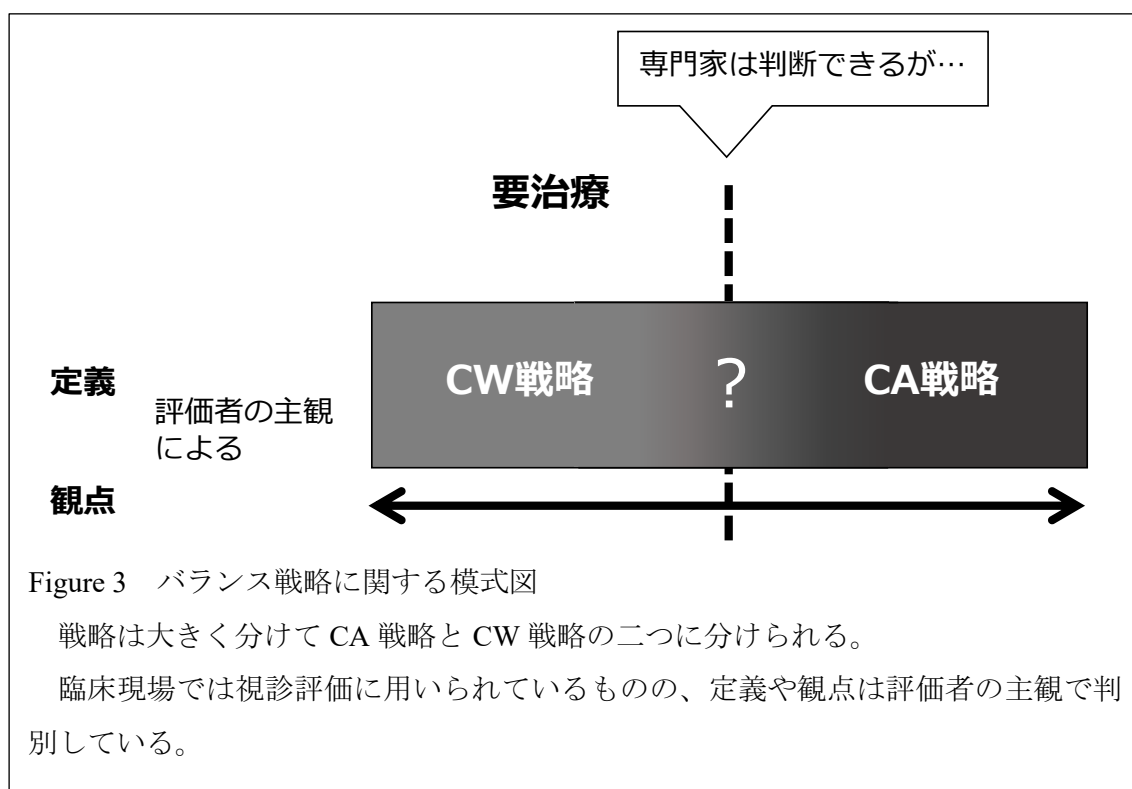 専門家は判断できるが…
要治療
定義
評価者の主観
による
CW戦略
?
CA戦略
観点
Figure 3　バランス戦略に関する模式図
戦略は大きく分けて CA 戦略と CW 戦略の二つに分けられる。
臨床現場では視診評価に用いられているものの、定義や観点は評価者の主観で判
別している。